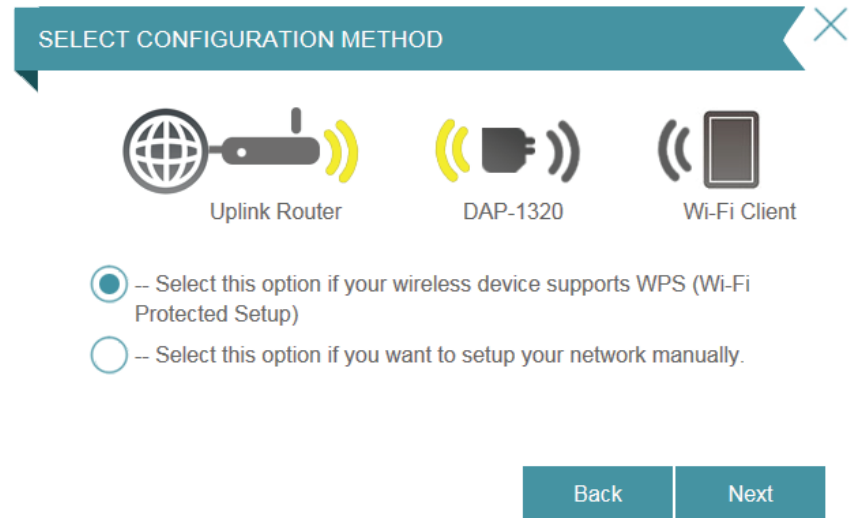 SELECT CONFIGURATION METHOD
Uplink Router
DAP-1320
Wi-Fi Client
-- Select this option if your wireless device supports WPS (Wi-Fi
Protected Setup)
-- Select this option if you want to setup your network manually.
Back
Next